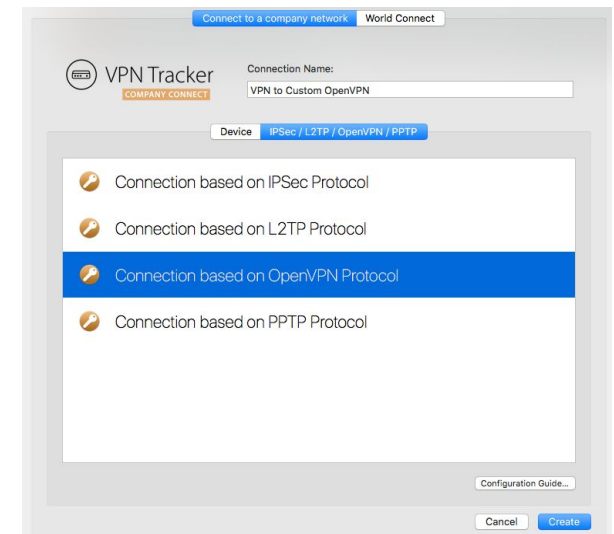 Connect to a company network World Connect
VPN Tracker
COMPANY CONNECT
Connection Name:
VPN to Custom OpenVPN
Device IPSec / L2TP / OpenVPN / PPTP
Connection based on IPSec Protocol
Connection based on L2TP Protocol
Connection based on OpenVPN Protocol
Connection based on PPTP Protocol
Configuration Guide...
Cancel Create